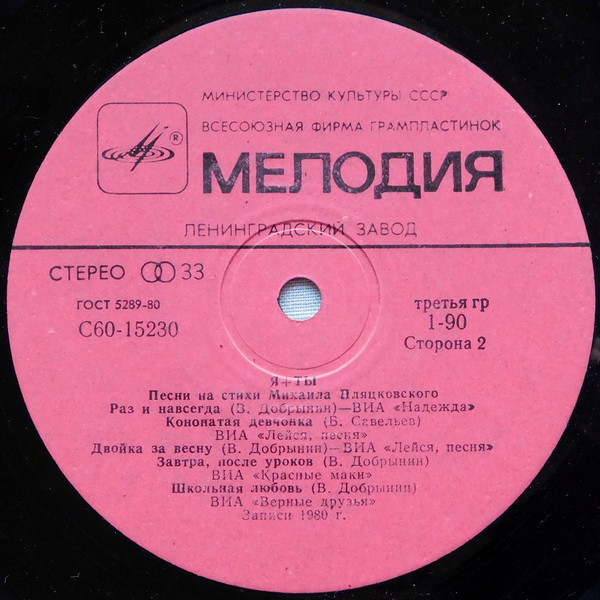 МИНИСТЕРСТВО КУЛЬТУРЫ СССР
ВСЕСОЮЗНАЯ ФИРМА ГРАМПЛАСТИНОК
®
МЕЛОДИЯ
ЛЕНИНГРАДСКИЙ ЗАВОД
СТЕРЕО 33
ГОСТ 5289-80
С60-15230
третья гр
1-90
Сторона 2
Я+ТЫ
Песни на стихи Михаила Пляцковского
Раз и навсегда (В. Добрынин)—ВИА «Надежда»
Конопатая девчонка (Б. Савельев)
ВИА «Лейся, песня»
Двойка за весну (В. Добрынин)—ВИА «Лейся, песня»
Завтра, после уроков (В. Добрынин)
ВИА «Красные маки»
Школьная любовь (В. Добрынин)
ВИА «Верные друзья»
Записи 1980 г.